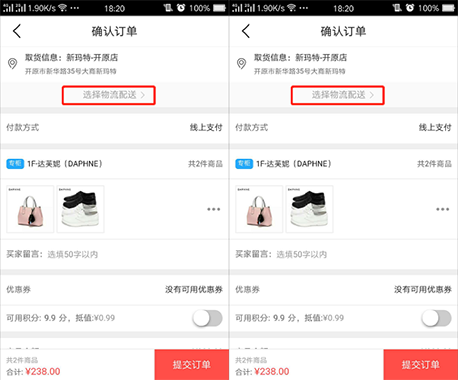 1.90K/s 18:20 100%
确认订单
取货信息：新玛特-开原店
开原市新华路35号大商新玛特
选择物流配送
付款方式 线上支付
专柜 1F-达芙妮（DAPHNE） 共2件商品
买家留言： 选填50字以内
优惠券 没有可用优惠券
可用积分: 9.9 分，抵值:¥0.99
共2件商品
合计: ¥238.00
提交订单
1.90K/s 18:20 100%
确认订单
取货信息：新玛特-开原店
开原市新华路35号大商新玛特
选择物流配送
付款方式 线上支付
专柜 1F-达芙妮（DAPHNE） 共2件商品
买家留言： 选填50字以内
优惠券 没有可用优惠券
可用积分: 9.9 分，抵值:¥0.99
共2件商品
合计: ¥238.00
提交订单